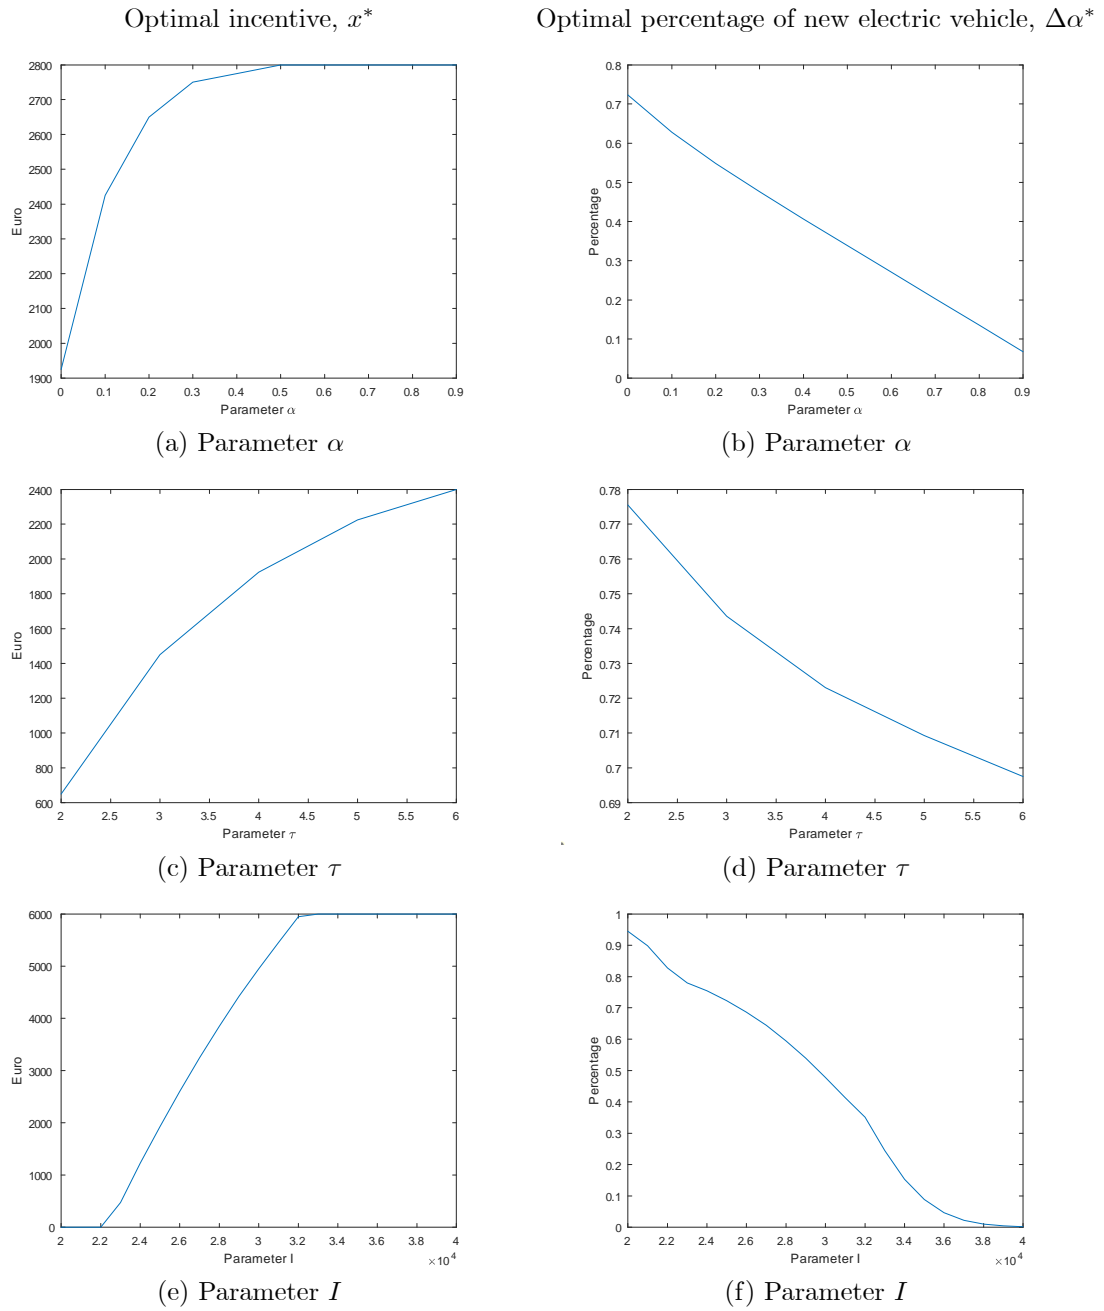 Optimal incentive, x*
Optimal percentage of new electric vehicle, Δα*
2800
2700
2600
2500
2400
2300
2200
2100
2000
1900
Euro
0 0.1 0.2 0.3 0.4 0.5 0.6 0.7 0.8 0.9
Parameter α
(a) Parameter α
0.8
0.7
0.6
0.5
0.4
0.3
0.2
0.1
0
Percentage
0 0.1 0.2 0.3 0.4 0.5 0.6 0.7 0.8 0.9
Parameter α
(b) Parameter α
2400
2200
2000
1800
1600
1400
1200
1000
800
600
Euro
2 2.5 3 3.5 4 4.5 5 5.5 6
Parameter τ
(c) Parameter τ
0.78
0.77
0.76
0.75
0.74
0.73
0.72
0.71
0.7
0.69
Percentage
2 2.5 3 3.5 4 4.5 5 5.5 6
Parameter τ
(d) Parameter τ
6000
5000
4000
3000
2000
1000
0
Euro
2 2.2 2.4 2.6 2.8 3 3.2 3.4 3.6 3.8 4
Parameter I
×10⁴
(e) Parameter I
1
0.9
0.8
0.7
0.6
0.5
0.4
0.3
0.2
0.1
0
Percentage
2 2.2 2.4 2.6 2.8 3 3.2 3.4 3.6 3.8 4
Parameter I
×10⁴
(f) Parameter I